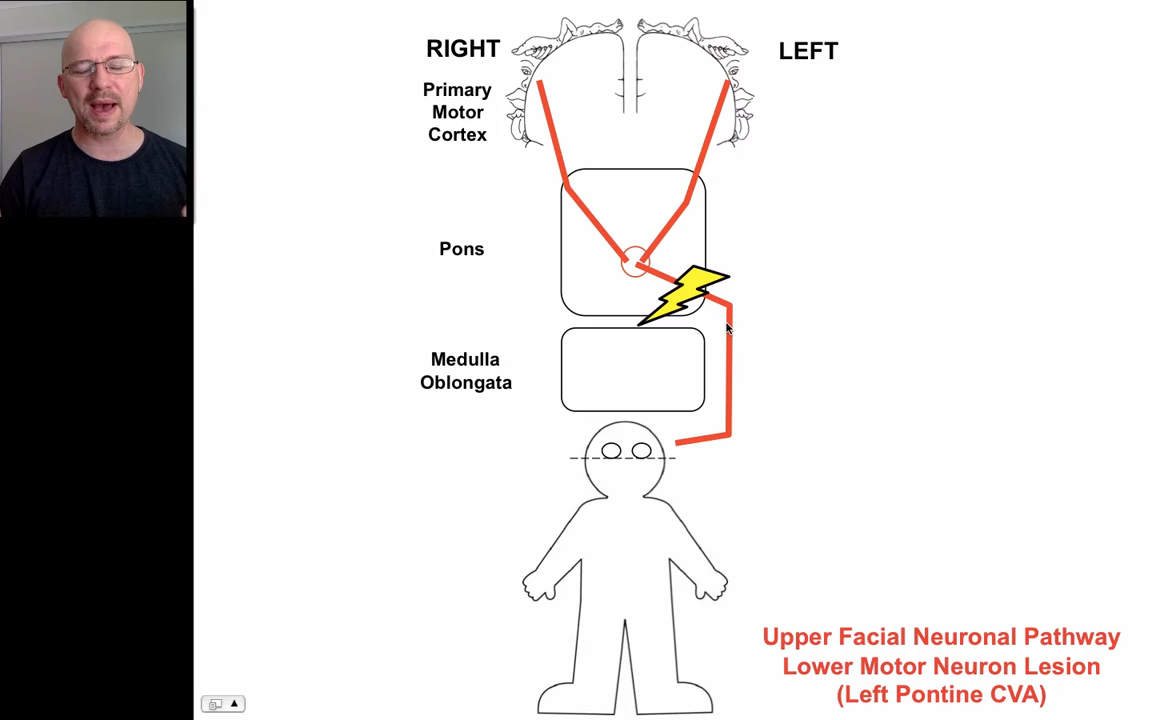 RIGHT
LEFT
Primary
Motor
Cortex
Pons
Medulla
Oblongata
Upper Facial Neuronal Pathway
Lower Motor Neuron Lesion
(Left Pontine CVA)